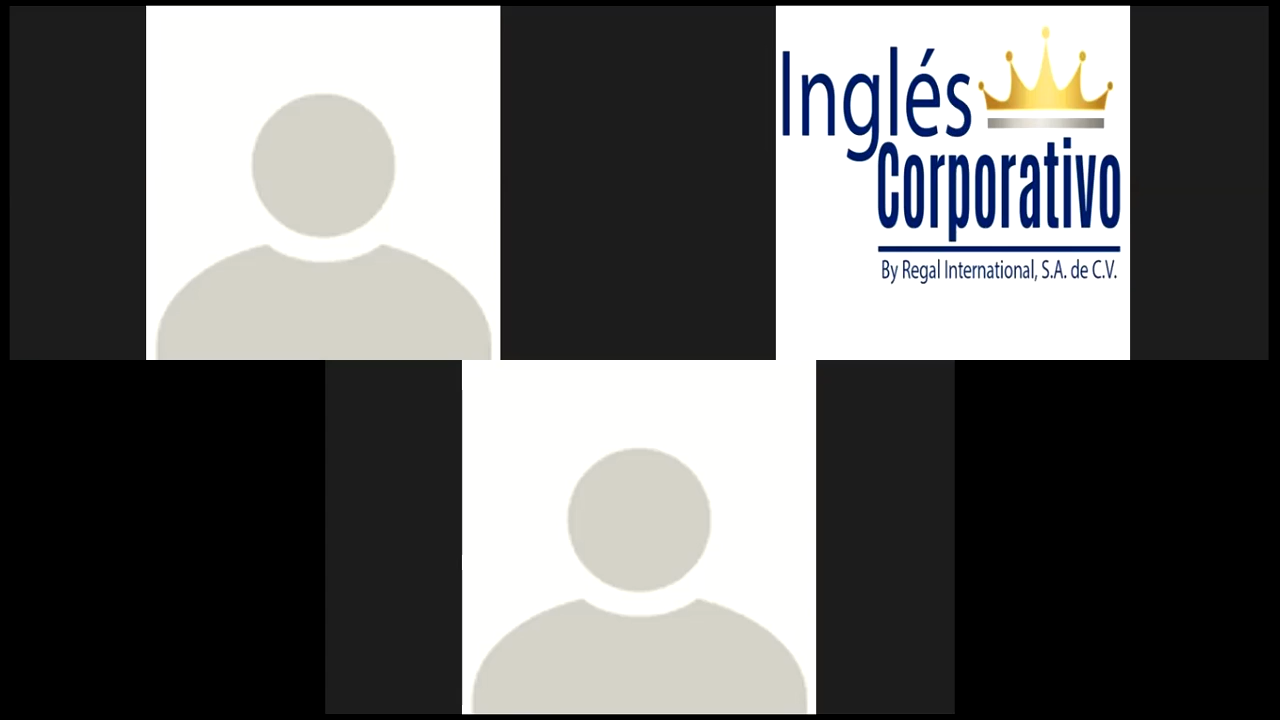 Inglés
Corporativo
By Regal International, S.A. de C.V.